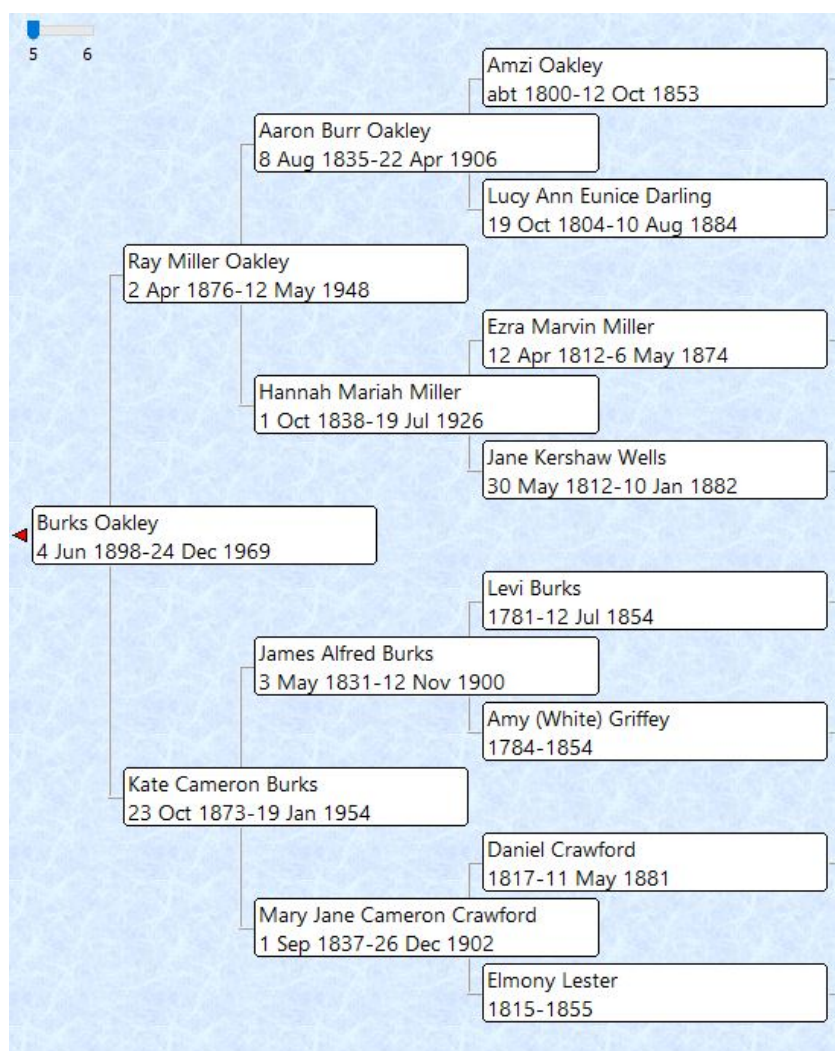 5 6
Amzi Oakley
abt 1800-12 Oct 1853
Aaron Burr Oakley
8 Aug 1835-22 Apr 1906
Lucy Ann Eunice Darling
19 Oct 1804-10 Aug 1884
Ray Miller Oakley
2 Apr 1876-12 May 1948
Ezra Marvin Miller
12 Apr 1812-6 May 1874
Hannah Mariah Miller
1 Oct 1838-19 Jul 1926
Jane Kershaw Wells
30 May 1812-10 Jan 1882
Burks Oakley
4 Jun 1898-24 Dec 1969
Levi Burks
1781-12 Jul 1854
James Alfred Burks
3 May 1831-12 Nov 1900
Amy (White) Griffey
1784-1854
Kate Cameron Burks
23 Oct 1873-19 Jan 1954
Daniel Crawford
1817-11 May 1881
Mary Jane Cameron Crawford
1 Sep 1837-26 Dec 1902
Elmony Lester
1815-1855